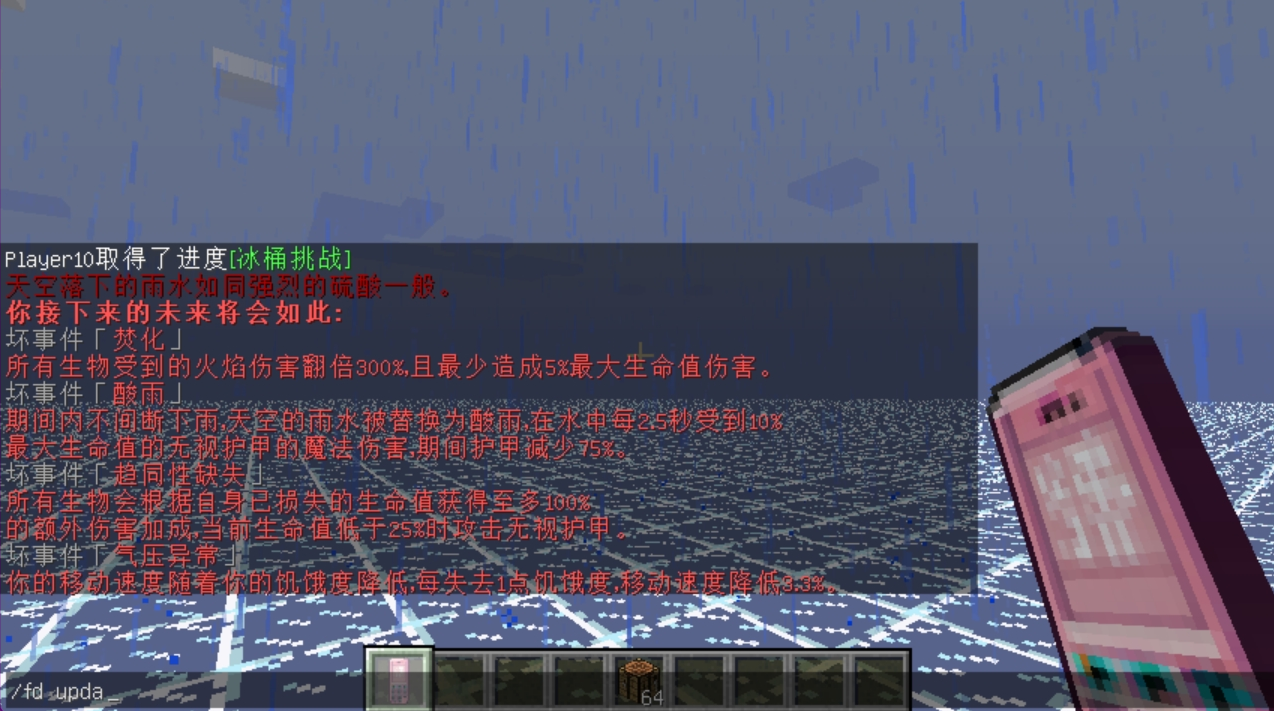 Player10取得了进度[冰桶挑战]
天空落下的雨水如同强烈的硫酸一般。
你接下来的未来将会如此:
坏事件「焚化」
所有生物受到的火焰伤害翻倍300%,且最少造成5%最大生命值伤害。
坏事件「酸雨」
期间内不间断下雨,天空的雨水被替换为酸雨,在水中每2.5秒受到10%
最大生命值的无视护甲的魔法伤害,期间护甲减少75%。
坏事件「趋同性缺失」
所有生物会根据自身已损失的生命值获得至多100%
的额外伤害加成,当前生命值低于25%时攻击无视护甲。
坏事件「气压异常」
你的移动速度随着你的饥饿度降低,每失去1点饥饿度,移动速度降低3.3%。
64
/fd upda_